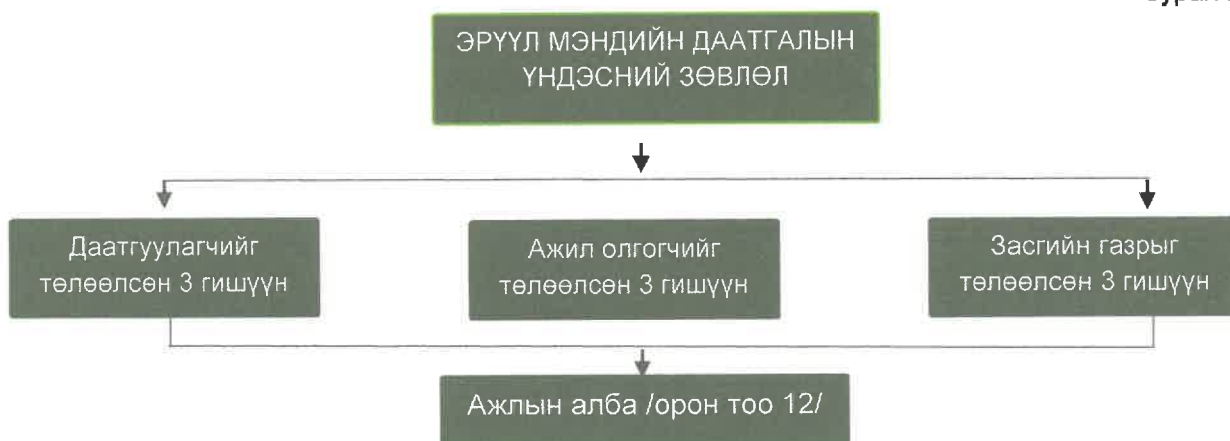 ЭРҮҮЛ МЭНДИЙН ДААТГАЛЫН
ҮНДЭСНИЙ ЗӨВЛӨЛ
Даатгуулагчийг
төлөөлсөн 3 гишүүн
Ажил олгогчийг
төлөөлсөн 3 гишүүн
Засгийн газрыг
төлөөлсөн 3 гишүүн
Ажлын алба /орон тоо 12/